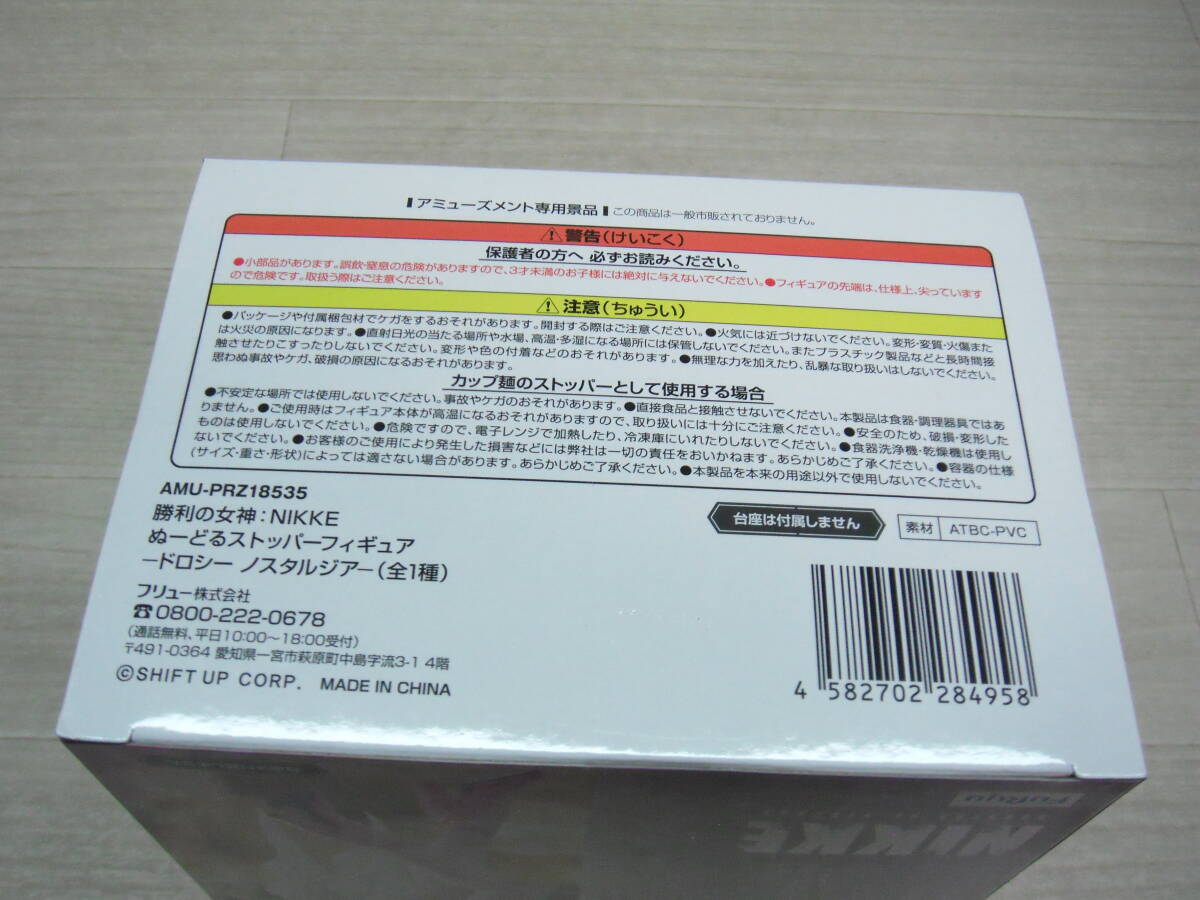 アミューズメント専用景品 この商品は一般市販されておりません。
⚠警告(けいこく)
保護者の方へ 必ずお読みください。
●小部品があります。誤飲・窒息の危険がありますので、3才未満のお子様には絶対に与えないでください。●フィギュアの先端は、仕様上、尖っています
ので危険です。取扱う際はご注意ください。
⚠注意(ちゅうい)
●パッケージや付属梱包材でケガをするおそれがあります。開封する際はご注意ください。●火気には近づけないでください。変形・変質・火傷また
は火災の原因になります。●直射日光の当たる場所や水場、高温・多湿になる場所には保管しないでください。またプラスチック製品などと長時間接
触させたりこすったりしないでください。変形や色の付着などのおそれがあります。●無理な力を加えたり、乱暴な取り扱いはしないでください。
思わぬ事故やケガ、破損の原因になるおそれがあります。
カップ麺のストッパーとして使用する場合
●不安定な場所では使用しないでください。事故やケガのおそれがあります。●直接食品と接触させないでください。本製品は食器・調理器具ではあ
りません。●ご使用時はフィギュア本体が高温になるおそれがありますので、取り扱いには十分にご注意ください。●安全のため、破損・変形した
ものは使用しないでください。●危険ですので、電子レンジで加熱したり、冷凍庫にいれたりしないでください。●食器洗浄機・乾燥機は使用し
ないでください。●お客様のご使用により発生した損害などには弊社は一切の責任をおいかねます。あらかじめご了承ください。●容器の仕様
(サイズ・重さ・形状)によっては適さない場合があります。あらかじめご了承ください。●本製品を本来の用途以外で使用しないでください。
AMU-PRZ18535
勝利の女神:NIKKE
ぬーどるストッパーフィギュア
ードロシー ノスタルジアー(全1種)
台座は付属しません
素材 ATBC-PVC
フリュー株式会社
☎0800-222-0678
(通話無料、平日10:00〜18:00受付)
〒491-0364 愛知県一宮市萩原町中島字流3-1 4階
©SHIFT UP CORP. MADE IN CHINA
4 582702 284958
FuRyu
NIKKE